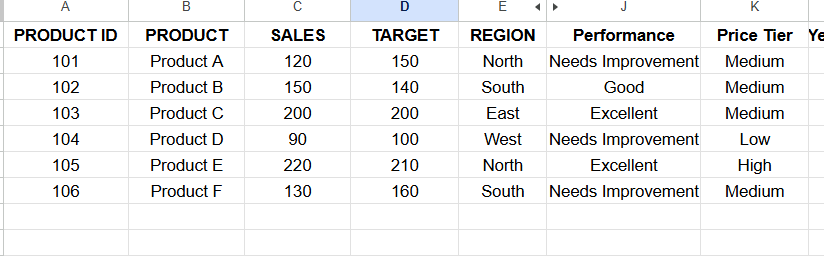 A B C D E J K
PRODUCT ID PRODUCT SALES TARGET REGION Performance Price Tier Ye
101 Product A 120 150 North Needs Improvement Medium
102 Product B 150 140 South Good Medium
103 Product C 200 200 East Excellent Medium
104 Product D 90 100 West Needs Improvement Low
105 Product E 220 210 North Excellent High
106 Product F 130 160 South Needs Improvement Medium